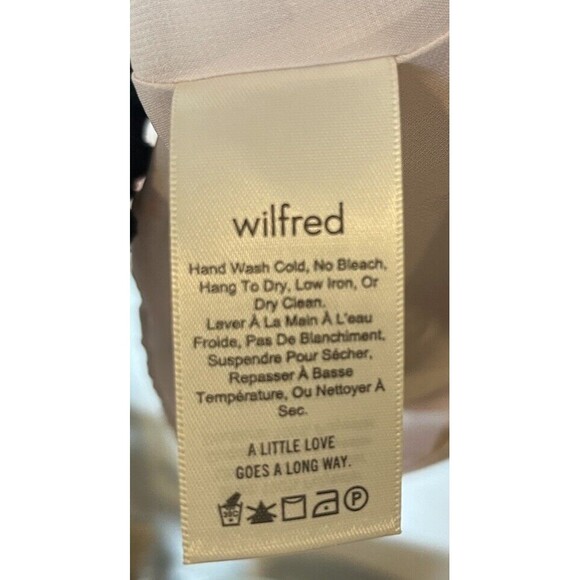 wilfred
Hand Wash Cold, No Bleach,
Hang To Dry, Low Iron, Or
Dry Clean.
Laver À La Main À L'eau
Froide, Pas De Blanchiment,
Suspendre Pour Sécher,
Repasser À Basse
Température, Ou Nettoyer À
Sec.
A LITTLE LOVE
GOES A LONG WAY.
30C P